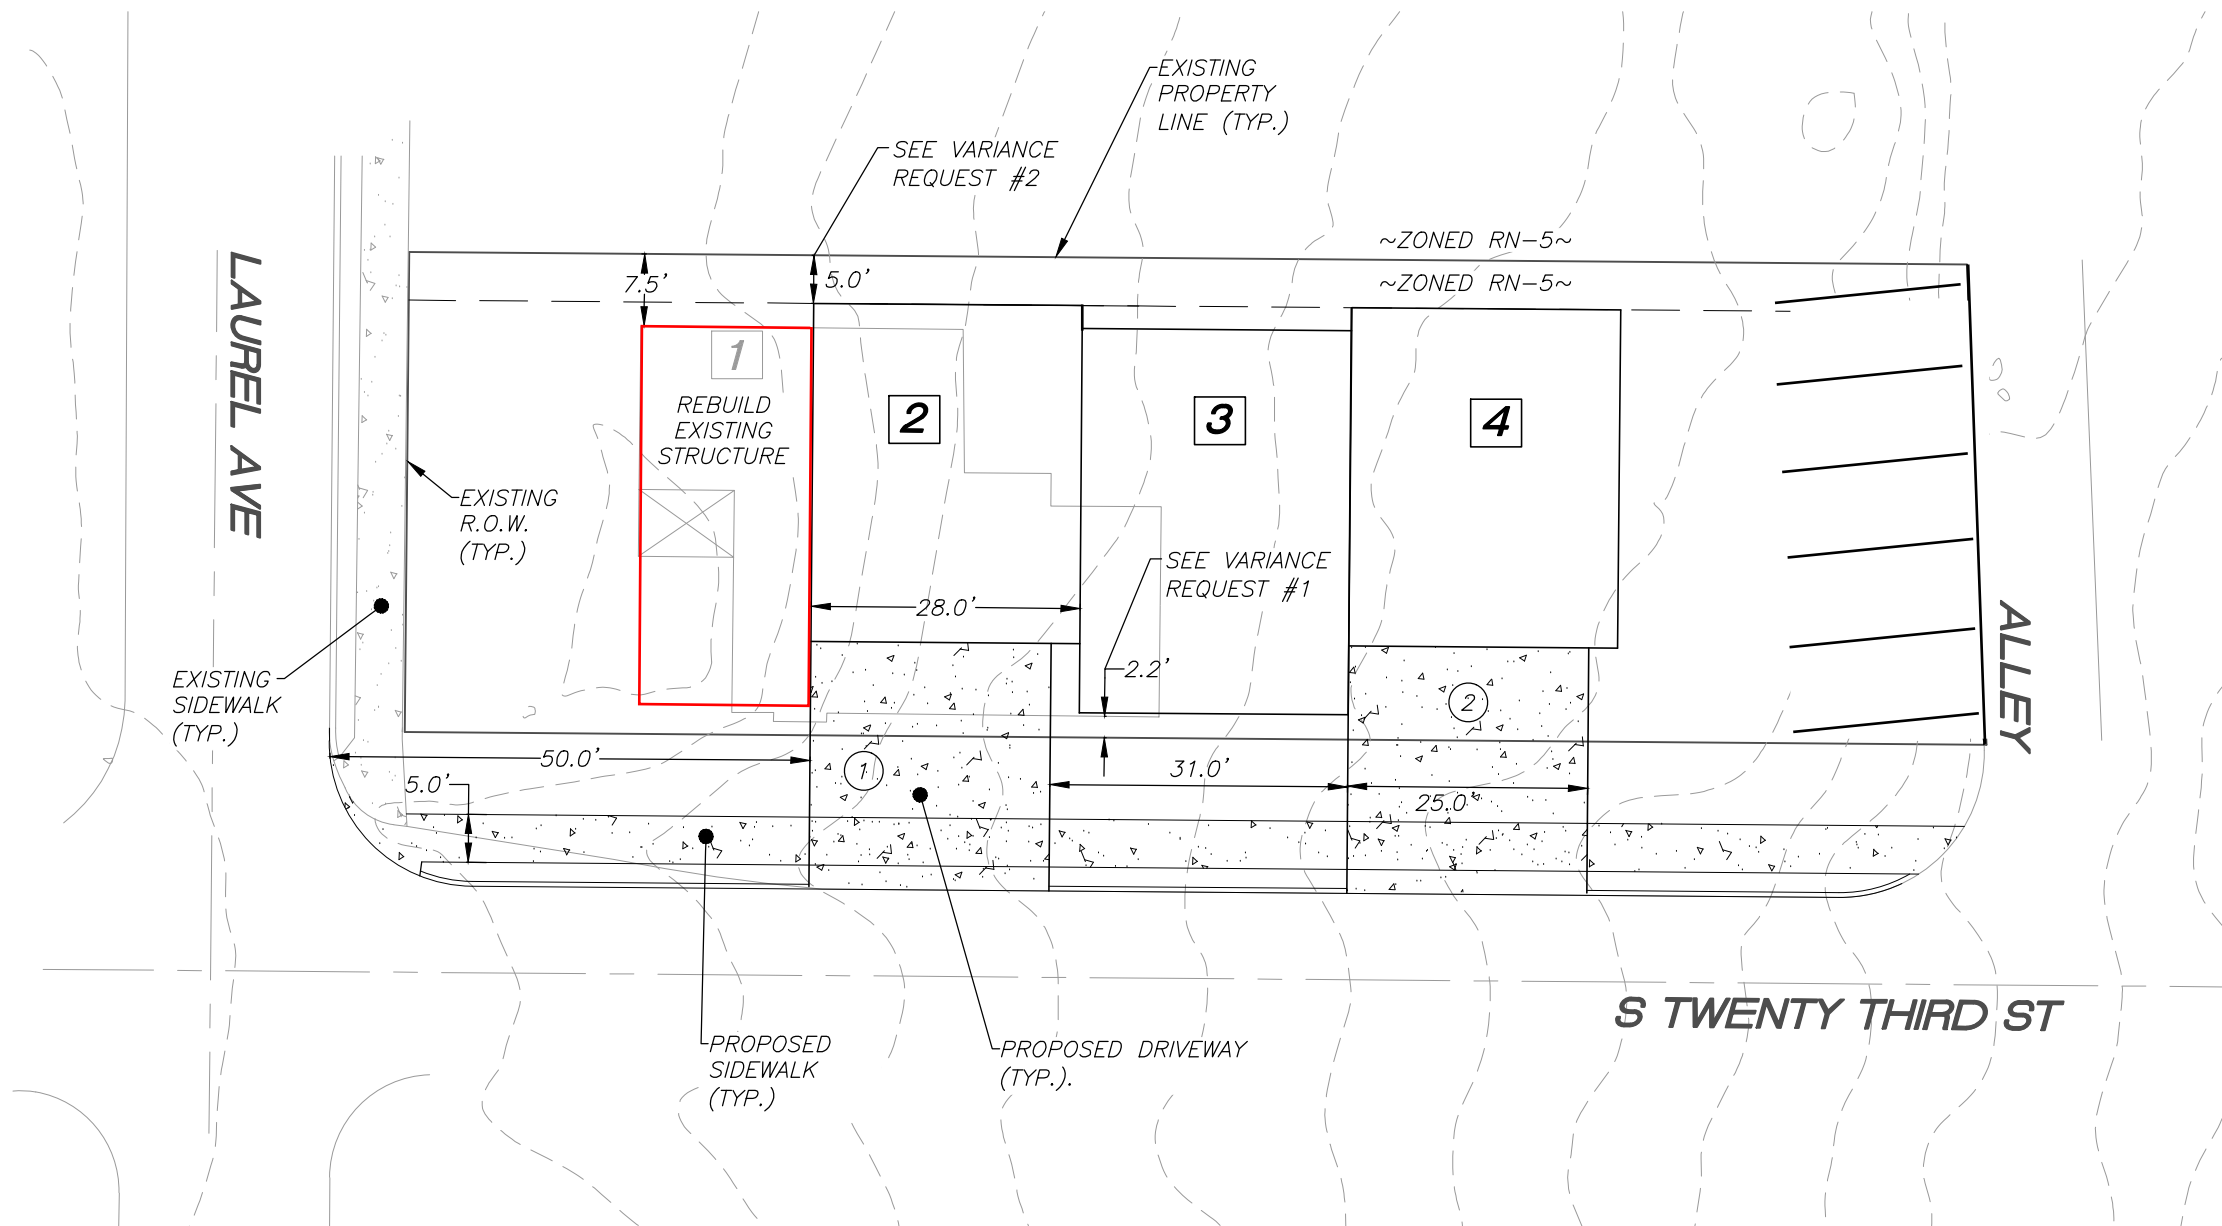 EXISTING
PROPERTY
LINE (TYP.)
SEE VARIANCE
REQUEST #2
~ZONED RN-5~
~ZONED RN-5~
7.5'
5.0'
LAUREL AVE
1
REBUILD
EXISTING
STRUCTURE
2
3
4
EXISTING
R.O.W.
(TYP.)
SEE VARIANCE
REQUEST #1
28.0'
2.2'
ALLEY
EXISTING
SIDEWALK
(TYP.)
2
1
50.0'
31.0'
5.0'
25.0'
S TWENTY THIRD ST
PROPOSED
SIDEWALK
(TYP.)
PROPOSED DRIVEWAY
(TYP.).